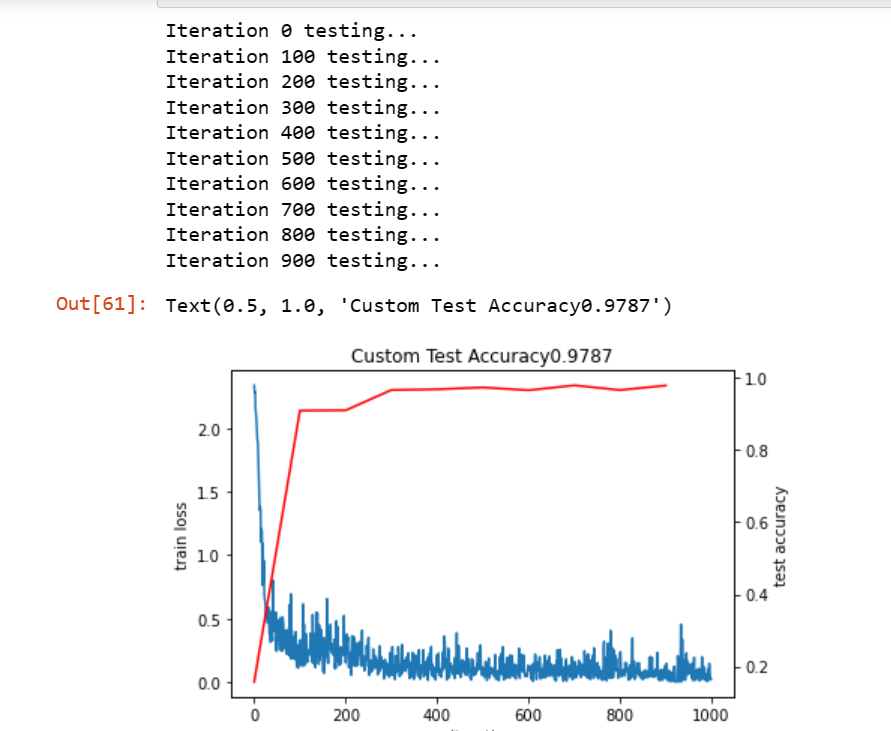 Iteration 0 testing...
Iteration 100 testing...
Iteration 200 testing...
Iteration 300 testing...
Iteration 400 testing...
Iteration 500 testing...
Iteration 600 testing...
Iteration 700 testing...
Iteration 800 testing...
Iteration 900 testing...
Out[61]: Text(0.5, 1.0, 'Custom Test Accuracy0.9787')
Custom Test Accuracy0.9787
2.0
1.5
1.0
0.5
0.0
train loss
1.0
0.8
0.6
0.4
0.2
test accuracy
0 200 400 600 800 1000